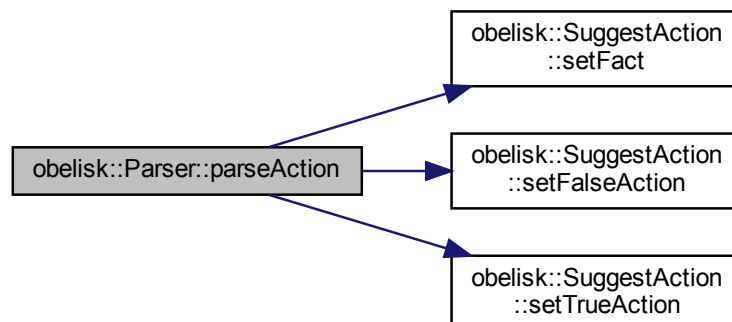 obelisk::SuggestAction
::setFact
obelisk::Parser::parseAction
obelisk::SuggestAction
::setFalseAction
obelisk::SuggestAction
::setTrueAction